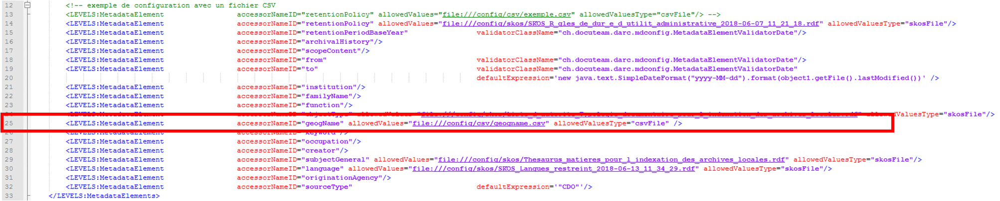 12 <!-- exemple de configuration avec un fichier CSV
13 <LEVELS:MetadataElement accessorNameID="retentionPolicy" allowedValues="file:///config/csv/exemple.csv" allowedValuesType="csvFile"/> -->
14 <LEVELS:MetadataElement accessorNameID="retentionPolicy" allowedValues="file:///config/skos/SKOS_R_gles_de_dur_e_d_utilit_administrative_2018-06-07_11_21_18.rdf" allowedValuesType="skosFile"/>
15 <LEVELS:MetadataElement accessorNameID="retentionPeriodBaseYear" validatorClassName="ch.docuteam.darc.mdconfig.MetadataElementValidatorDate"/>
16 <LEVELS:MetadataElement accessorNameID="archivalHistory"/>
17 <LEVELS:MetadataElement accessorNameID="scopeContent"/>
18 <LEVELS:MetadataElement accessorNameID="from" validatorClassName="ch.docuteam.darc.mdconfig.MetadataElementValidatorDate"/>
19 <LEVELS:MetadataElement accessorNameID="to" validatorClassName="ch.docuteam.darc.mdconfig.MetadataElementValidatorDate"
20 defaultExpression='new java.text.SimpleDateFormat("yyyy-MM-dd").format(object1.getFile().lastModified())' />
21 <LEVELS:MetadataElement accessorNameID="institution"/>
22 <LEVELS:MetadataElement accessorNameID="familyName"/>
23 <LEVELS:MetadataElement accessorNameID="function"/>
24 <LEVELS:MetadataElement accessorNameID="objectType" allowedValuesType="skosFile"/>
25 <LEVELS:MetadataElement accessorNameID="geogName" allowedValues="file:///config/csv/geogname.csv" allowedValuesType="csvFile" />
26 <LEVELS:MetadataElement accessorNameID="keyword"/>
27 <LEVELS:MetadataElement accessorNameID="occupation"/>
28 <LEVELS:MetadataElement accessorNameID="creator"/>
29 <LEVELS:MetadataElement accessorNameID="subjectGeneral" allowedValues="file:///config/skos/Thesaurus_matieres_pour_l_indexation_des_archives_locales.rdf" allowedValuesType="skosFile"/>
30 <LEVELS:MetadataElement accessorNameID="language" allowedValues="file:///config/skos/SKOS_Langues_restreint_2018-06-13_11_34_29.rdf" allowedValuesType="skosFile"/>
31 <LEVELS:MetadataElement accessorNameID="originationAgency"/>
32 <LEVELS:MetadataElement accessorNameID="sourceType" defaultExpression='"CDO"'/>
33 </LEVELS:MetadataElements>